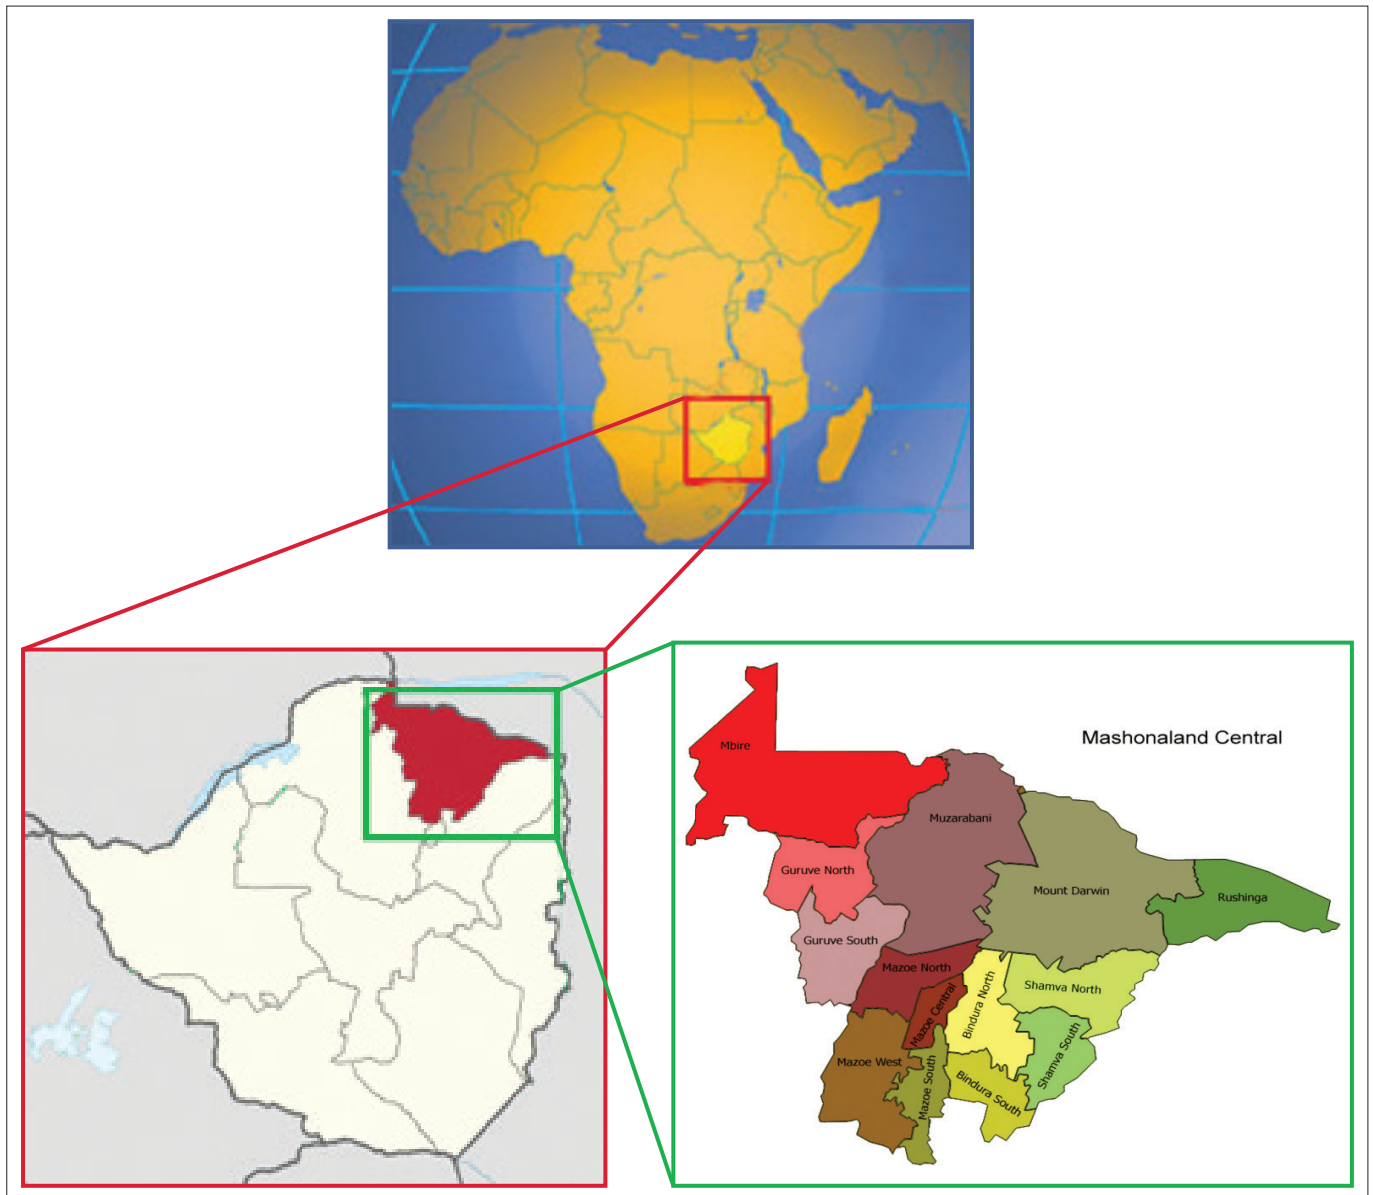 Mashonaland Central
Mbire
Muzarabani
Guruve North
Mount Darwin
Rushinga
Guruve South
Mazoe North
Shamva North
Mazoe Central
Bindura North
Mazoe West
Shamva South
Mazoe South
Bindura South